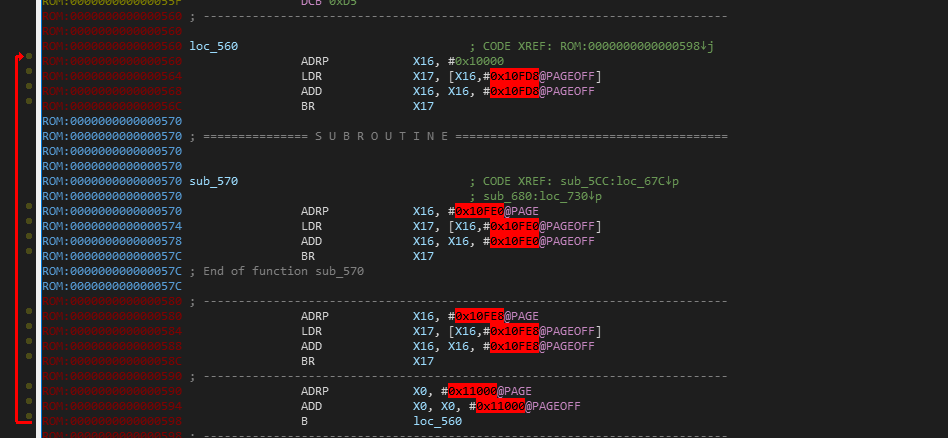 ROM:000000000000055F DCB 0xD5
ROM:0000000000000560 ; ---------------------------------------------------------------------------
ROM:0000000000000560
ROM:0000000000000560 loc_560 ; CODE XREF: ROM:0000000000000598↓j
ROM:0000000000000560 ADRP X16, #0x10000
ROM:0000000000000564 LDR X17, [X16,#0x10FD8@PAGEOFF]
ROM:0000000000000568 ADD X16, X16, #0x10FD8@PAGEOFF
ROM:000000000000056C BR X17
ROM:0000000000000570
ROM:0000000000000570 ; =============== S U B R O U T I N E =======================================
ROM:0000000000000570
ROM:0000000000000570
ROM:0000000000000570 sub_570 ; CODE XREF: sub_5CC:loc_67C↓p
ROM:0000000000000570 ; sub_680:loc_730↓p
ROM:0000000000000570 ADRP X16, #0x10FE0@PAGE
ROM:0000000000000574 LDR X17, [X16,#0x10FE0@PAGEOFF]
ROM:0000000000000578 ADD X16, X16, #0x10FE0@PAGEOFF
ROM:000000000000057C BR X17
ROM:000000000000057C ; End of function sub_570
ROM:000000000000057C
ROM:0000000000000580 ; ---------------------------------------------------------------------------
ROM:0000000000000580 ADRP X16, #0x10FE8@PAGE
ROM:0000000000000584 LDR X17, [X16,#0x10FE8@PAGEOFF]
ROM:0000000000000588 ADD X16, X16, #0x10FE8@PAGEOFF
ROM:000000000000058C BR X17
ROM:0000000000000590 ; ---------------------------------------------------------------------------
ROM:0000000000000590 ADRP X0, #0x11000@PAGE
ROM:0000000000000594 ADD X0, X0, #0x11000@PAGEOFF
ROM:0000000000000598 B loc_560
; ---------------------------------------------------------------------------